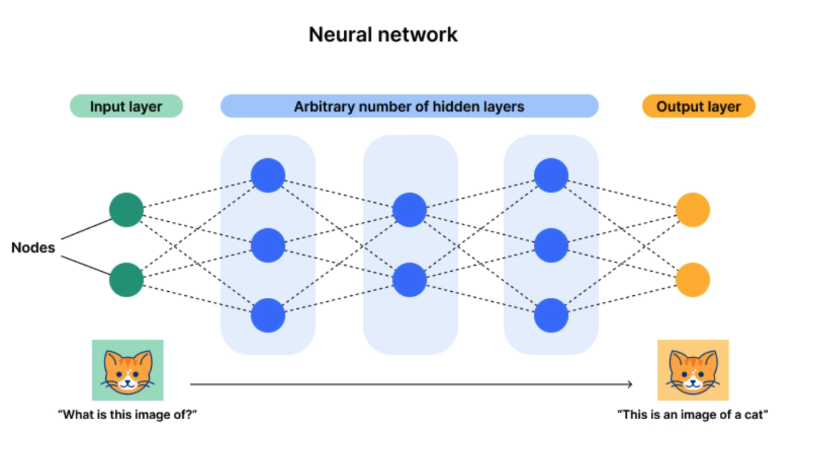 Neural network
Input layer
Arbitrary number of hidden layers
Output layer
Nodes
“What is this image of?”
“This is an image of a cat”